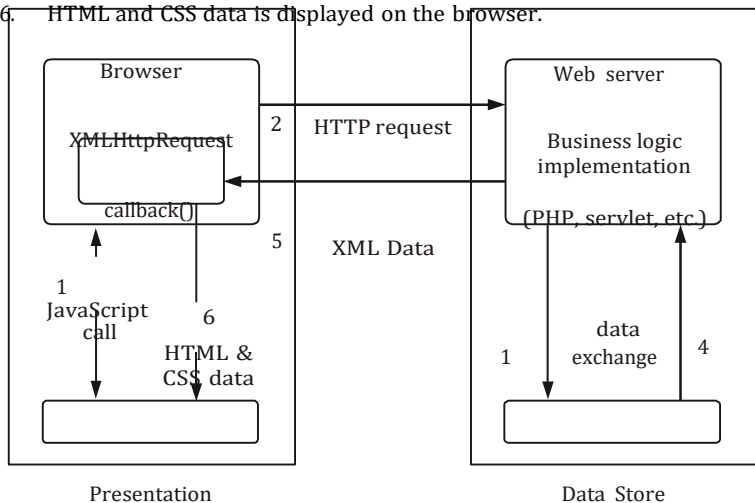 6. HTML and CSS data is displayed on the browser.
Browser
XMLHttpRequest
callback()
2
HTTP request
5
XML Data
Web server
Business logic
implementation
(PHP, servlet, etc.)
1
JavaScript
call
6
HTML &
CSS data
1
data
exchange
4
Presentation
Data Store